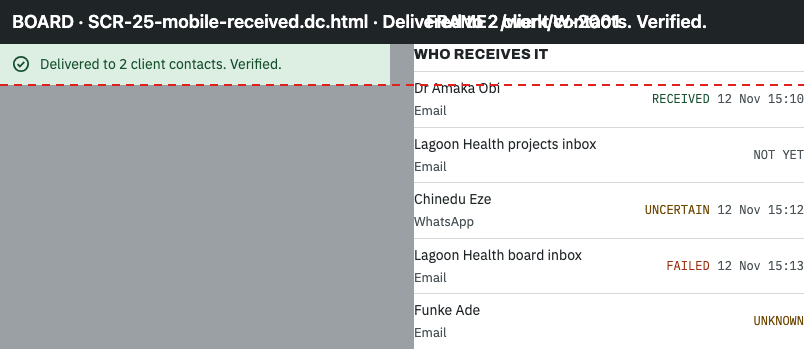 BOARD · SCR-25-mobile-received.dc.html · Delivered to 2 client contacts. Verified.
FRAME · /work/W-2001
Delivered to 2 client contacts. Verified.
WHO RECEIVES IT
Dr Amaka Obi
Email
RECEIVED 12 Nov 15:10
Lagoon Health projects inbox
Email
NOT YET
Chinedu Eze
WhatsApp
UNCERTAIN 12 Nov 15:12
Lagoon Health board inbox
Email
FAILED 12 Nov 15:13
Funke Ade
Email
UNKNOWN